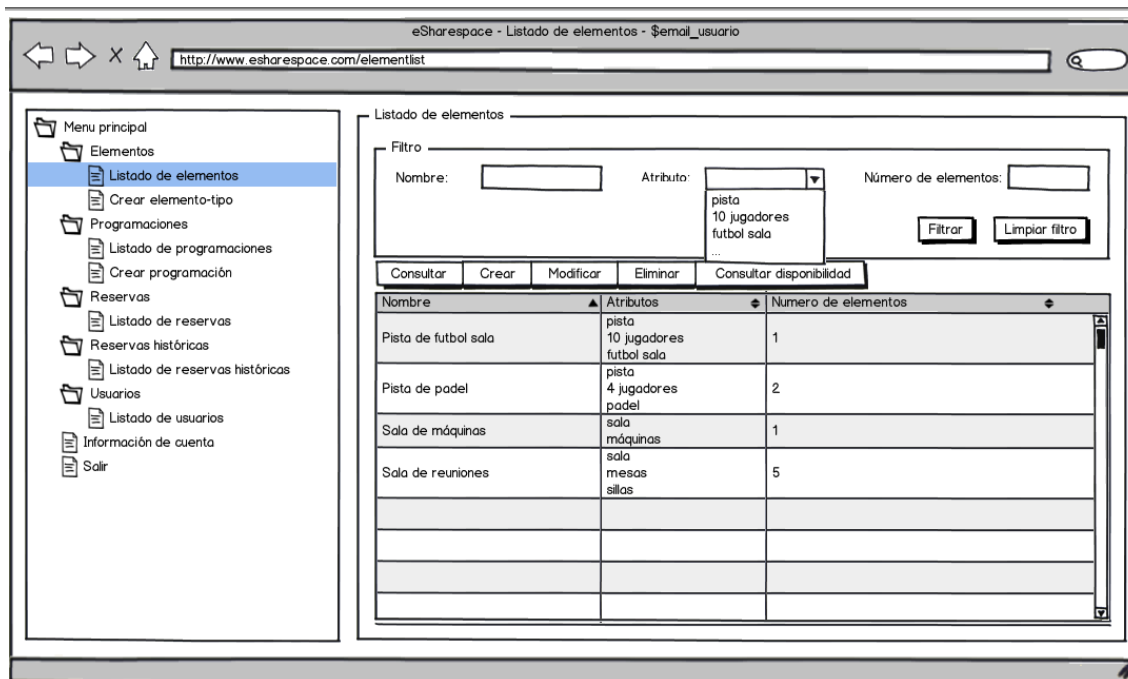 eSharespace - Listado de elementos - $email_usuario
http://www.esharespace.com/elementlist
Menu principal
Elementos
Listado de elementos
Crear elemento-tipo
Programaciones
Listado de programaciones
Crear programación
Reservas
Listado de reservas
Reservas históricas
Listado de reservas históricas
Usuarios
Listado de usuarios
Información de cuenta
Salir
Listado de elementos
Filtro
Nombre: Atributo: Número de elementos:
pista
10 jugadores
futbol sala
...
Filtrar Limpiar filtro
Consultar Crear Modificar Eliminar Consultar disponibilidad
Nombre Atributos Numero de elementos
Pista de futbol sala
pista
10 jugadores
futbol sala
1
Pista de padel
pista
4 jugadores
padel
2
Sala de máquinas
sala
máquinas
1
Sala de reuniones
sala
mesas
sillas
5